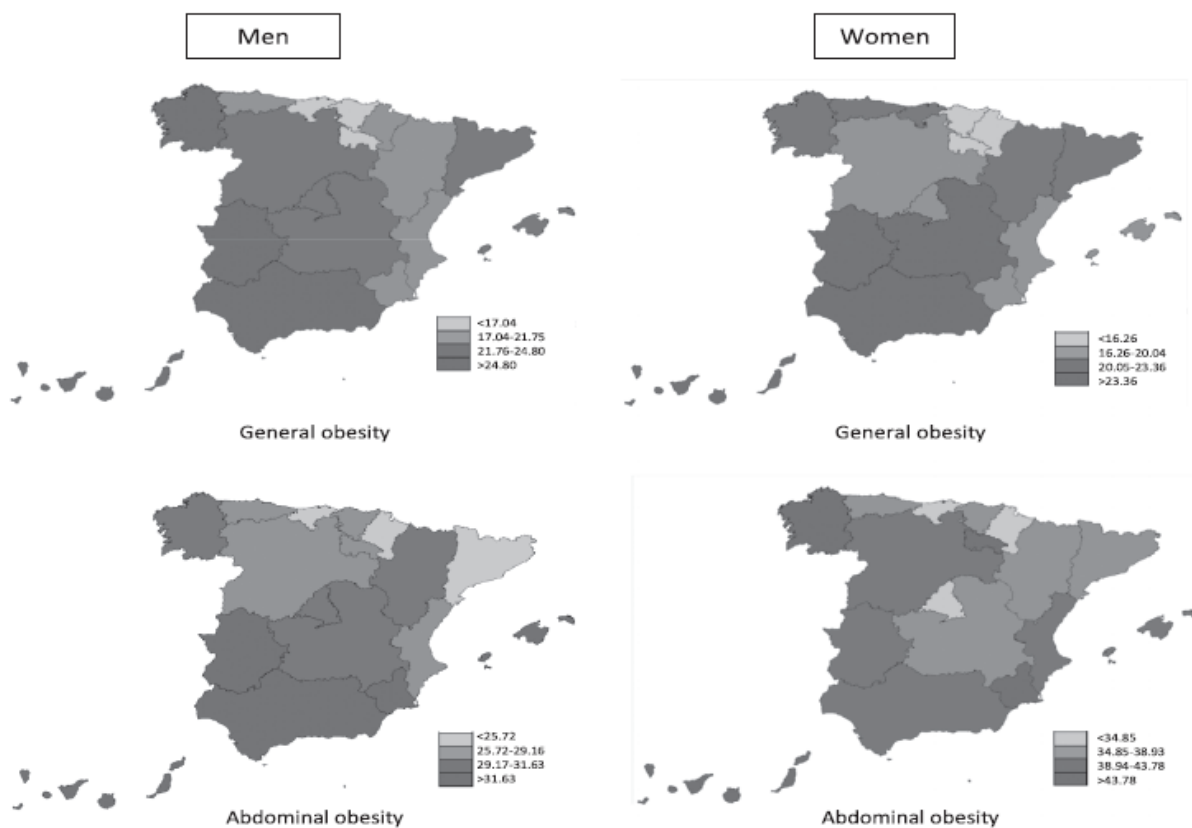 Men
Women
<17.04
17.04-21.75
21.76-24.80
>24.80
<16.26
16.26-20.04
20.05-23.36
>23.36
General obesity
General obesity
<25.72
25.72-29.16
29.17-31.63
>31.63
<34.85
34.85-38.93
38.94-43.78
>43.78
Abdominal obesity
Abdominal obesity